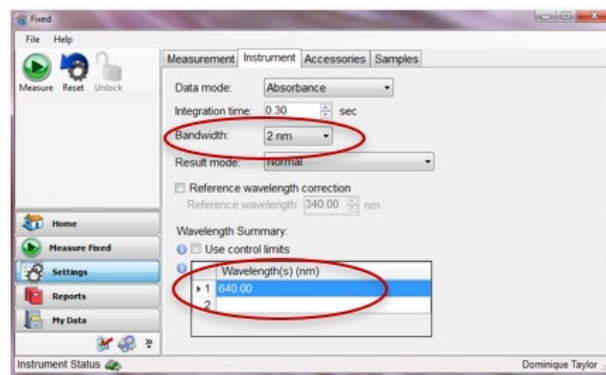 Fixed
File Help
Measure Reset Unlock
Measurement Instrument Accessories Samples
Data mode: Absorbance
Integration time: 0.30 sec
Bandwidth: 2 nm
Result mode: Normal
Reference wavelength correction
Reference wavelength: 340.00 nm
Wavelength Summary:
Use control limits
Wavelength(s) (nm)
1 640.00
2
Home
Measure Fixed
Settings
Reports
My Data
Instrument Status
Dominique Taylor